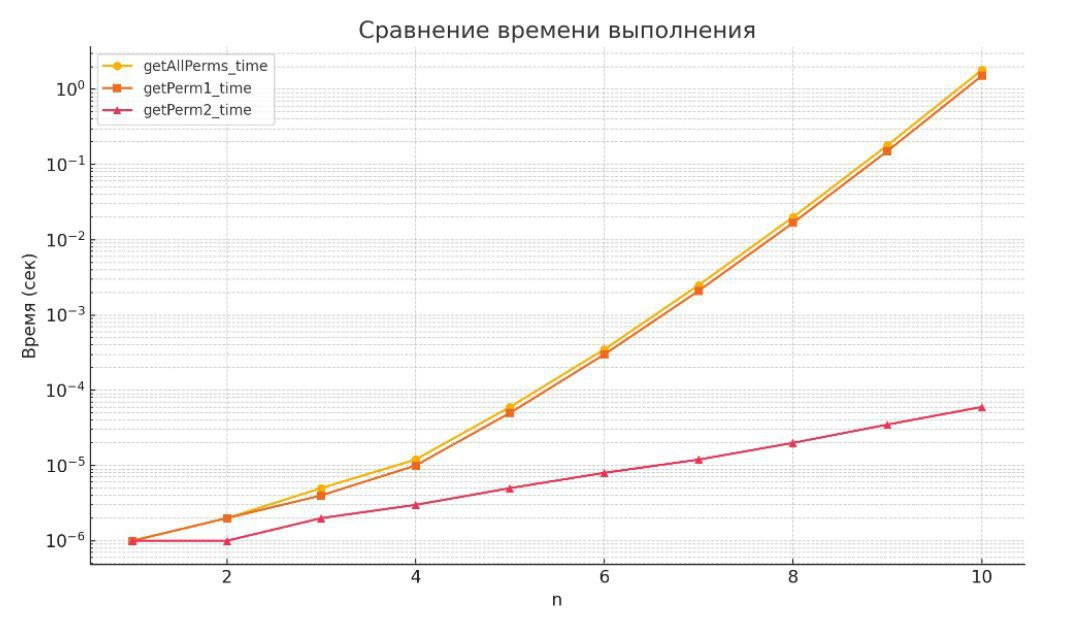 Сравнение времени выполнения
getAllPerms_time
getPerm1_time
getPerm2_time
10⁰
10⁻¹
10⁻²
10⁻³
10⁻⁴
10⁻⁵
10⁻⁶
Время (сек)
2 4 6 8 10
n